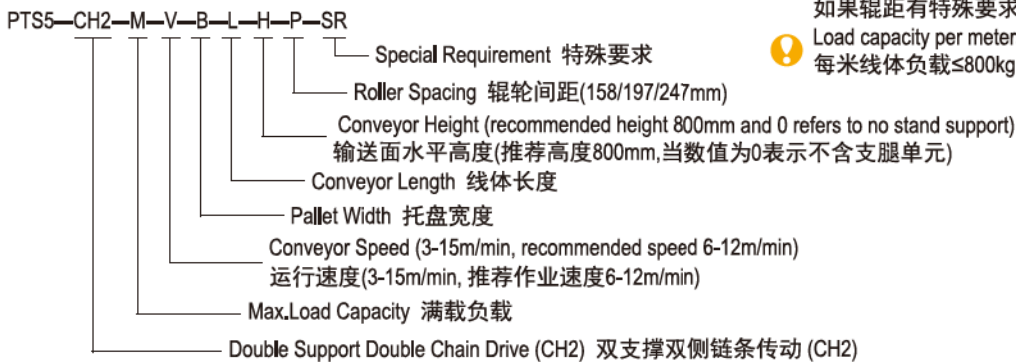 PTS5—CH2—M—V—B—L—H—P—SR
如果辊距有特殊要求
Load capacity per meter
每米线体负载≤800kg
Special Requirement 特殊要求
Roller Spacing 辊轮间距(158/197/247mm)
Conveyor Height (recommended height 800mm and 0 refers to no stand support)
输送面水平高度(推荐高度800mm,当数值为0表示不含支腿单元)
Conveyor Length 线体长度
Pallet Width 托盘宽度
Conveyor Speed (3-15m/min, recommended speed 6-12m/min)
运行速度(3-15m/min, 推荐作业速度6-12m/min)
Max.Load Capacity 满载负载
Double Support Double Chain Drive (CH2) 双支撑双侧链条传动 (CH2)